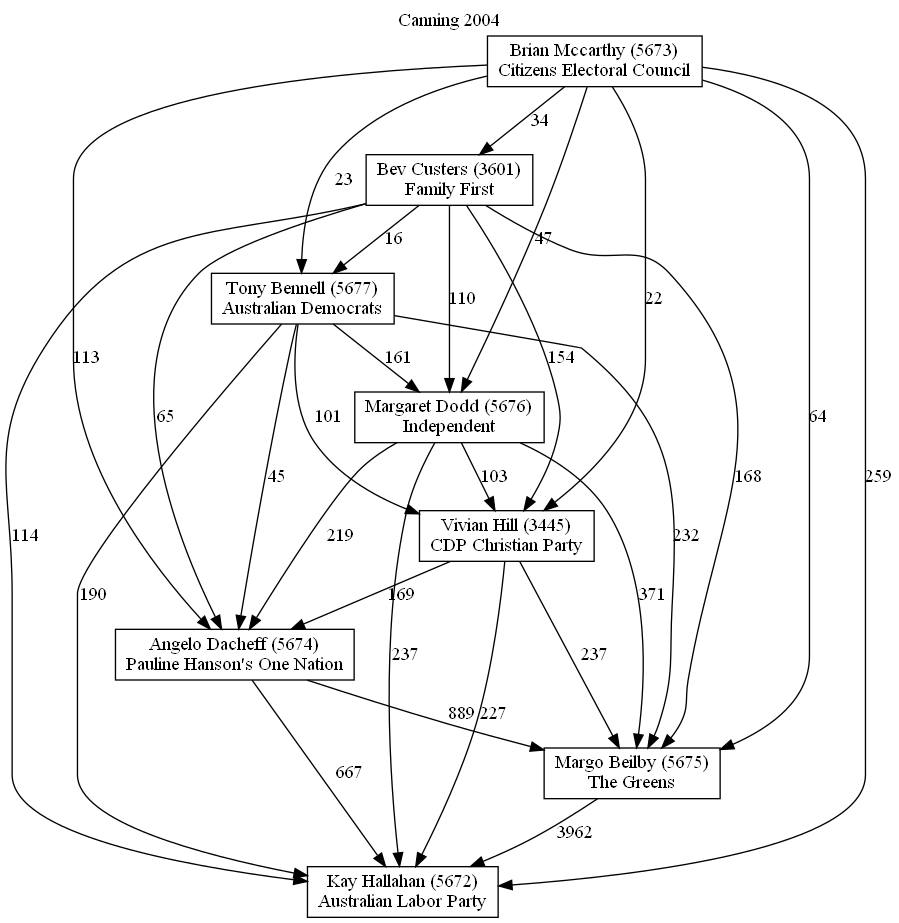 Canning 2004
Brian Mccarthy (5673)
Citizens Electoral Council
34
Bev Custers (3601)
Family First
23
16
47
110
22
Tony Bennell (5677)
Australian Democrats
113
161
154
Margaret Dodd (5676)
Independent
65
101
64
45
103
168
259
Vivian Hill (3445)
CDP Christian Party
114
219
232
190
169
371
Angelo Dacheff (5674)
Pauline Hanson's One Nation
237
237
889
227
Margo Beilby (5675)
The Greens
667
3962
Kay Hallahan (5672)
Australian Labor Party